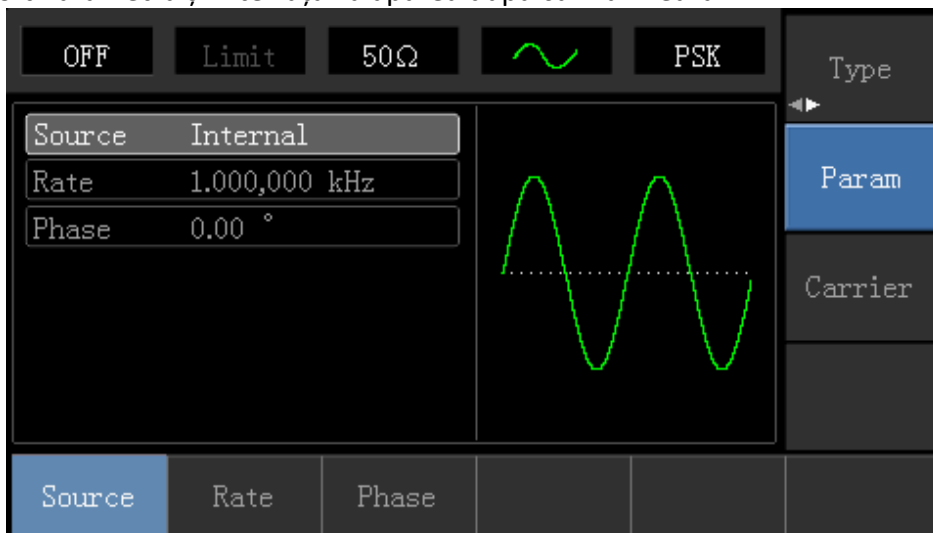 OFF Limit 50Ω PSK Type
Source Internal
Rate 1.000,000 kHz
Phase 0.00 °
Param
Carrier
Source Rate Phase